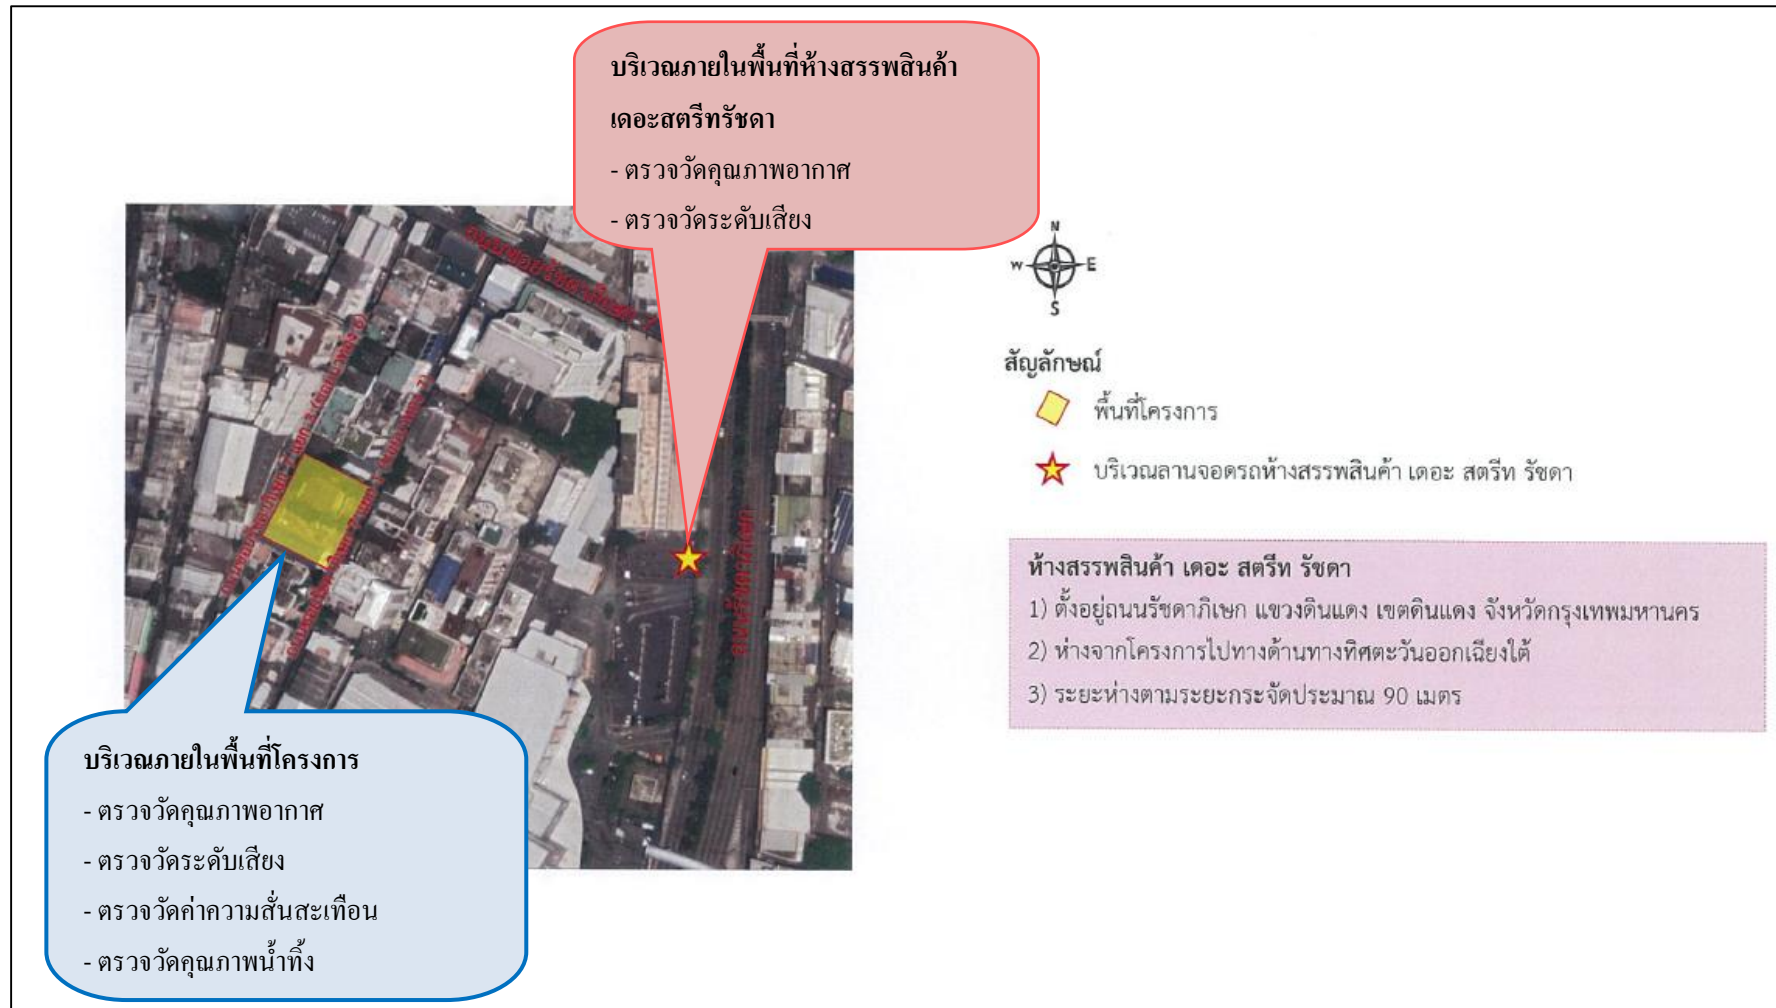 บริเวณภายในพื้นที่ห้างสรรพสินค้า
เดอะสตรีทรัชดา
- ตรวจวัดคุณภาพอากาศ
- ตรวจวัดระดับเสียง
ถนนรัชดาภิเษก
N
W
E
S
สัญลักษณ์
พื้นที่โครงการ
บริเวณลานจอดรถห้างสรรพสินค้า เดอะ สตรีท รัชดา
ห้างสรรพสินค้า เดอะ สตรีท รัชดา
1) ตั้งอยู่ถนนรัชดาภิเษก แขวงดินแดง เขตดินแดง จังหวัดกรุงเทพมหานคร
2) ห่างจากโครงการไปทางด้านทางทิศตะวันออกเฉียงใต้
3) ระยะห่างตามระยะกระจัดประมาณ 90 เมตร
บริเวณภายในพื้นที่โครงการ
- ตรวจวัดคุณภาพอากาศ
- ตรวจวัดระดับเสียง
- ตรวจวัดค่าความสั่นสะเทือน
- ตรวจวัดคุณภาพน้ำทิ้ง